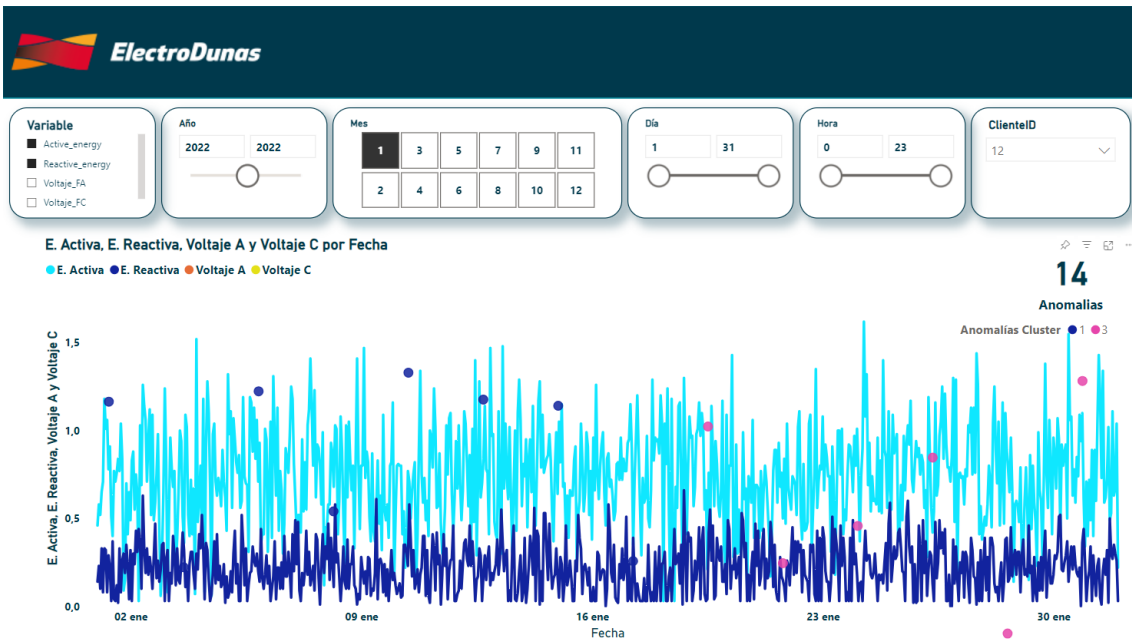 ElectroDunas
Variable
Active_energy
Reactive_energy
Voltaje_FA
Voltaje_FC
Año
2022 2022
Mes
1 3 5 7 9 11
2 4 6 8 10 12
Día
1 31
Hora
0 23
ClienteID
12
E. Activa, E. Reactiva, Voltaje A y Voltaje C por Fecha
E. Activa E. Reactiva Voltaje A Voltaje C
14
Anomalias
Anomalías Cluster 1 3
E. Activa, E. Reactiva, Voltaje A y Voltaje C
1,5
1,0
0,5
0,0
02 ene 09 ene 16 ene 23 ene 30 ene
Fecha